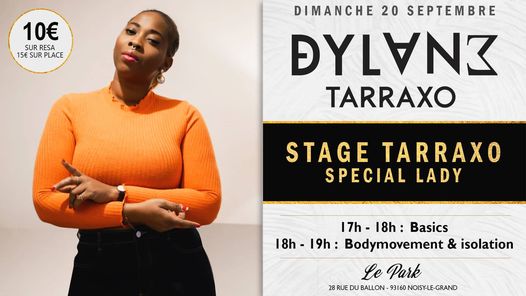 10€
SUR RESA
15€ SUR PLACE
DIMANCHE 20 SEPTEMBRE
DYLANE
TARRAXO
STAGE TARRAXO
SPECIAL LADY
17h - 18h : Basics
18h - 19h : Bodymovement & isolation
Le Park
28 RUE DU BALLON - 93160 NOISY-LE-GRAND